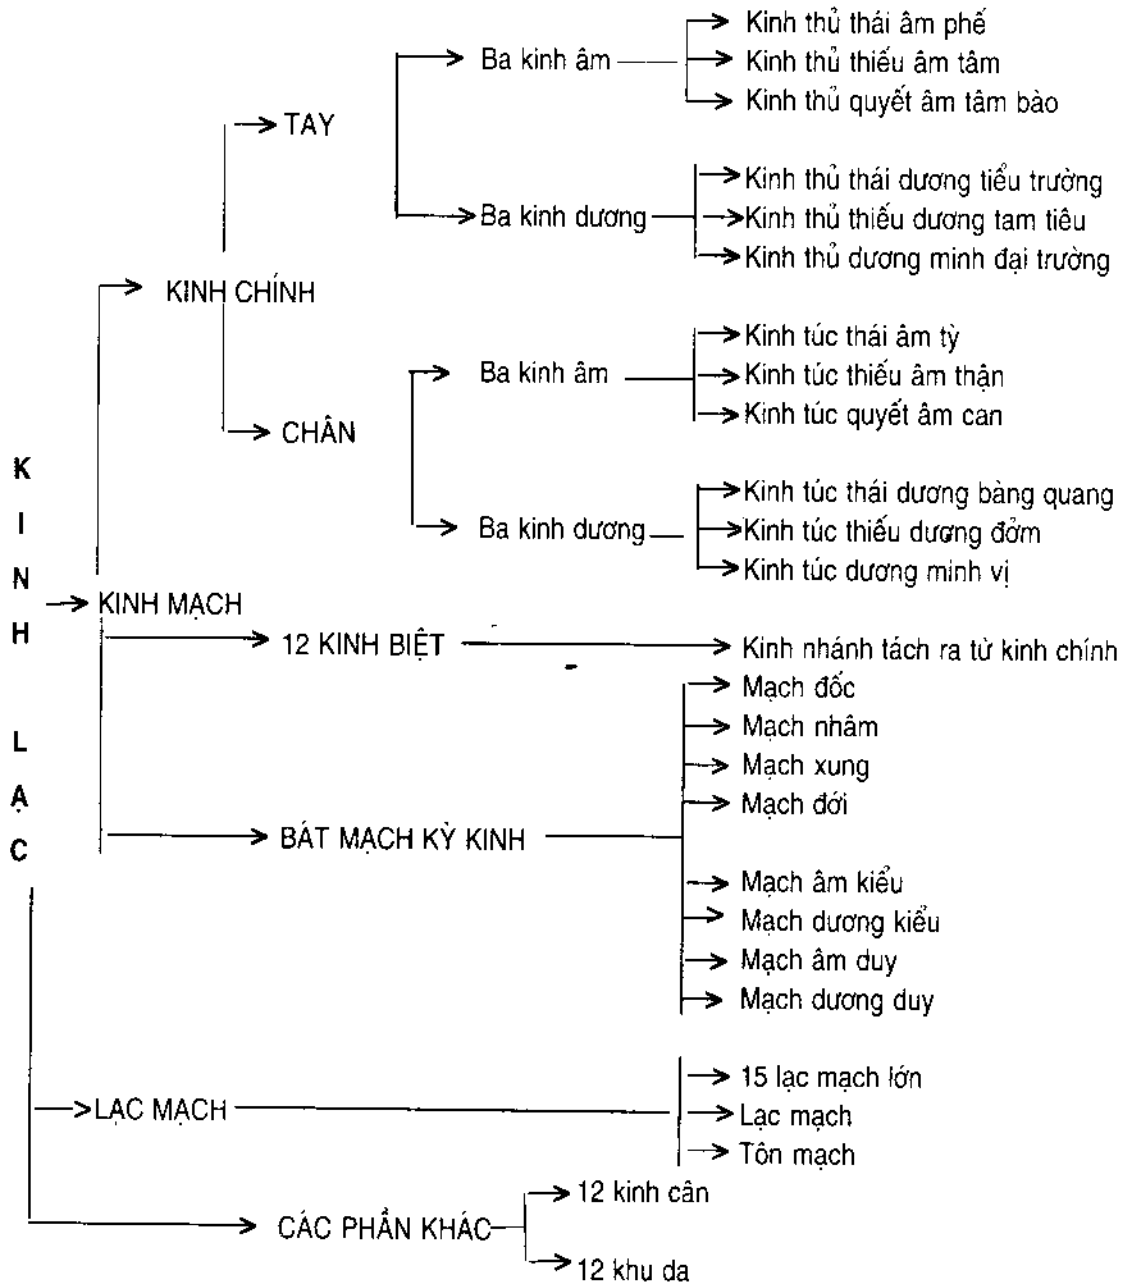 Kinh thủ thái âm phế
Ba kinh âm
Kinh thủ thiếu âm tâm
Kinh thủ quyết âm tâm bào
TAY
Kinh thủ thái dương tiểu trường
Ba kinh dương
Kinh thủ thiếu dương tam tiêu
Kinh thủ dương minh đại trường
KINH CHÍNH
Kinh túc thái âm tỳ
Ba kinh âm
Kinh túc thiếu âm thận
Kinh túc quyết âm can
CHÂN
Kinh túc thái dương bàng quang
Ba kinh dương
Kinh túc thiếu dương đởm
Kinh túc dương minh vị
KINH LẠC
KINH MẠCH
12 KINH BIỆT
Kinh nhánh tách ra từ kinh chính
Mạch đốc
Mạch nhâm
Mạch xung
Mạch đới
BÁT MẠCH KỲ KINH
Mạch âm kiểu
Mạch dương kiểu
Mạch âm duy
Mạch dương duy
15 lạc mạch lớn
LẠC MẠCH
Lạc mạch
Tôn mạch
12 kinh cân
CÁC PHẦN KHÁC
12 khu da